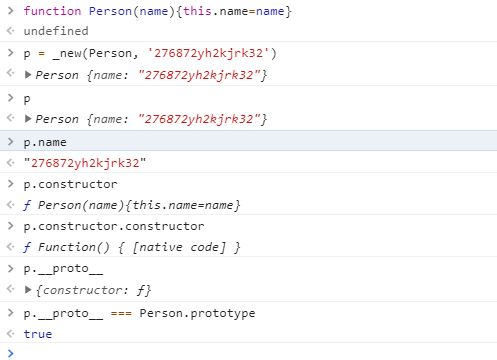 function Person(name){this.name=name}
undefined
p = _new(Person, '276872yh2kjrk32')
Person {name: "276872yh2kjrk32"}
p
Person {name: "276872yh2kjrk32"}
p.name
"276872yh2kjrk32"
p.constructor
ƒ Person(name){this.name=name}
p.constructor.constructor
ƒ Function() { [native code] }
p.__proto__
{constructor: ƒ}
p.__proto__ === Person.prototype
true